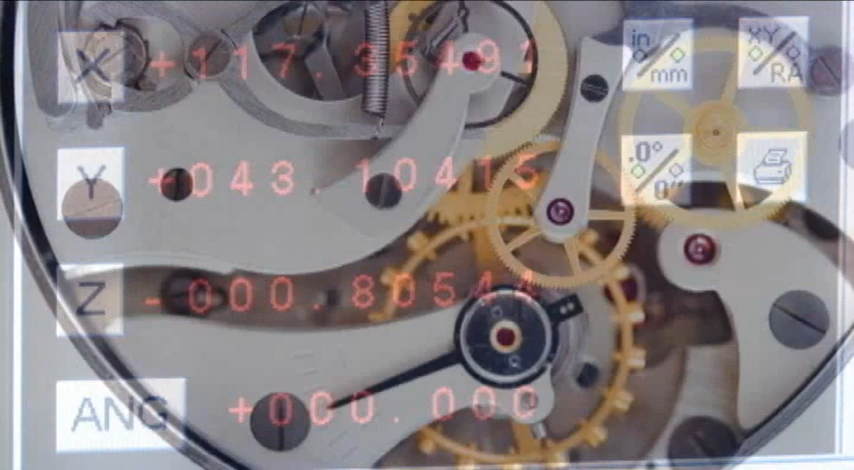 X +117.35491
in mm
XY RA
Y +043.10415
.0° 0"
Z -000.80544
ANG +000.000